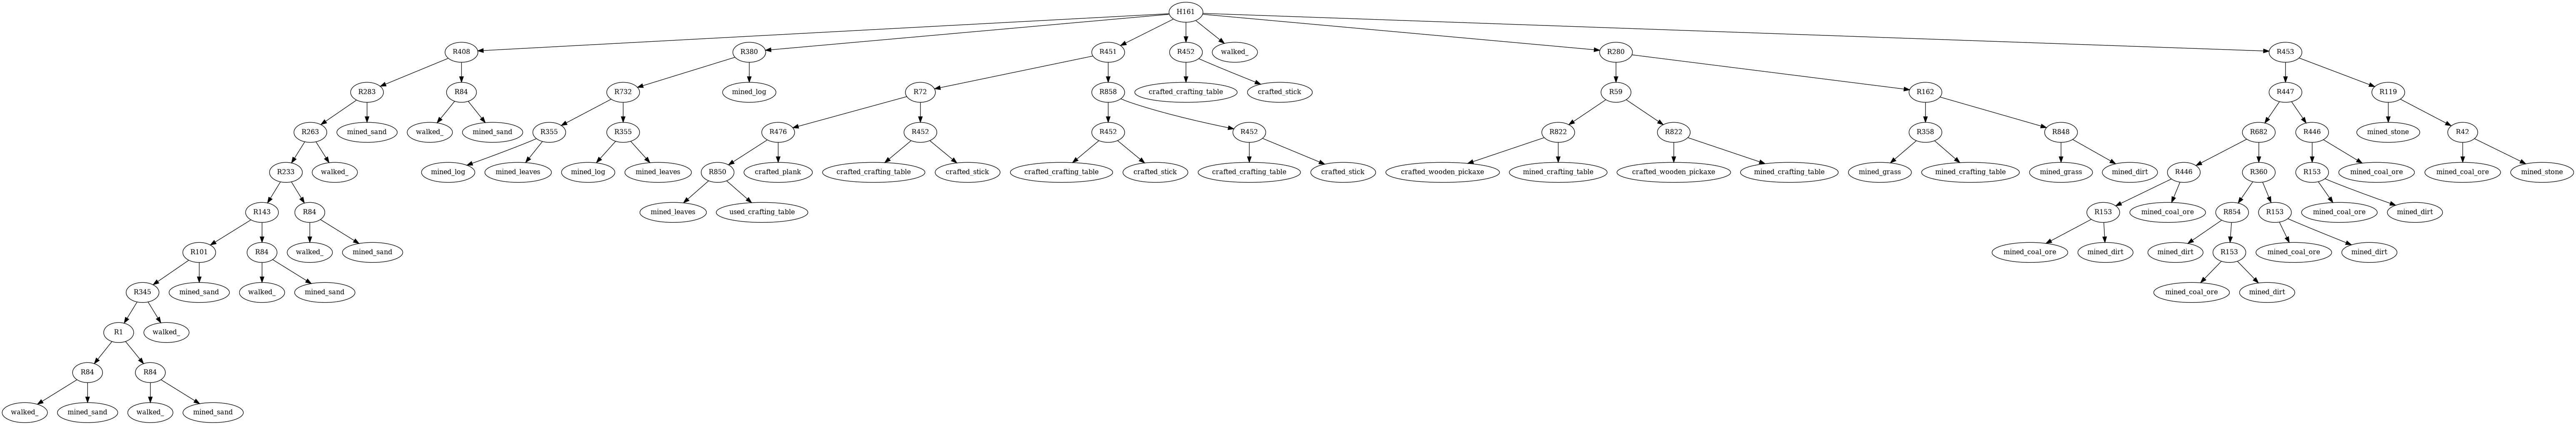 H161
R408 R380 R451 R452 walked_ R280 R453
R283 R84 R732 mined_log R72 R858 crafted_crafting_table crafted_stick R59 R162 R447 R119
R263 mined_sand walked_ mined_sand R355 R355 R476 R452 R452 R452 R822 R822 R358 R848 R682 R446 mined_stone R42
R233 walked_ mined_log mined_leaves mined_log mined_leaves R850 crafted_plank crafted_crafting_table crafted_stick crafted_crafting_table crafted_stick crafted_crafting_table crafted_stick crafted_wooden_pickaxe mined_crafting_table crafted_wooden_pickaxe mined_crafting_table mined_grass mined_crafting_table mined_grass mined_dirt R446 R360 R153 mined_coal_ore mined_coal_ore mined_stone
R143 R84 mined_leaves used_crafting_table R153 mined_coal_ore R854 R153 mined_coal_ore mined_dirt
R101 R84 walked_ mined_sand mined_coal_ore mined_dirt mined_dirt R153 mined_coal_ore mined_dirt
R345 mined_sand walked_ mined_sand mined_coal_ore mined_dirt
R1 walked_
R84 R84
walked_ mined_sand walked_ mined_sand